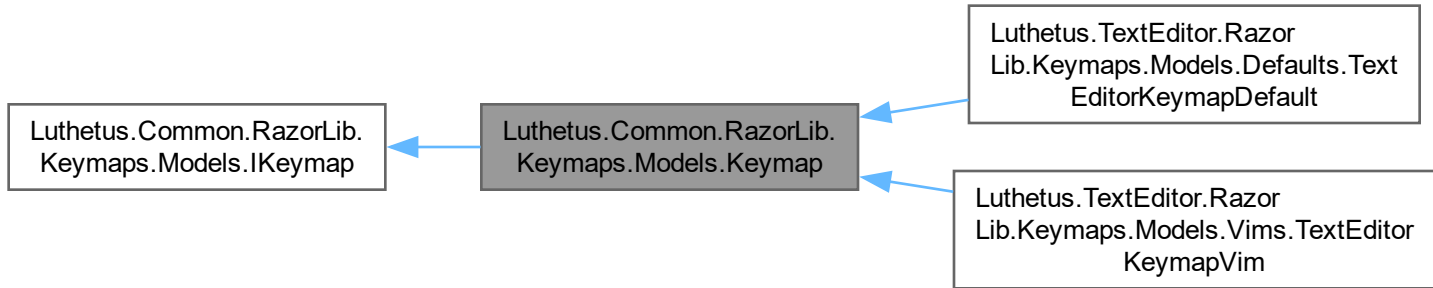 Luthetus.Common.RazorLib.
Keymaps.Models.IKeymap
Luthetus.Common.RazorLib.
Keymaps.Models.Keymap
Luthetus.TextEditor.Razor
Lib.Keymaps.Models.Defaults.Text
EditorKeymapDefault
Luthetus.TextEditor.Razor
Lib.Keymaps.Models.Vims.TextEditor
KeymapVim